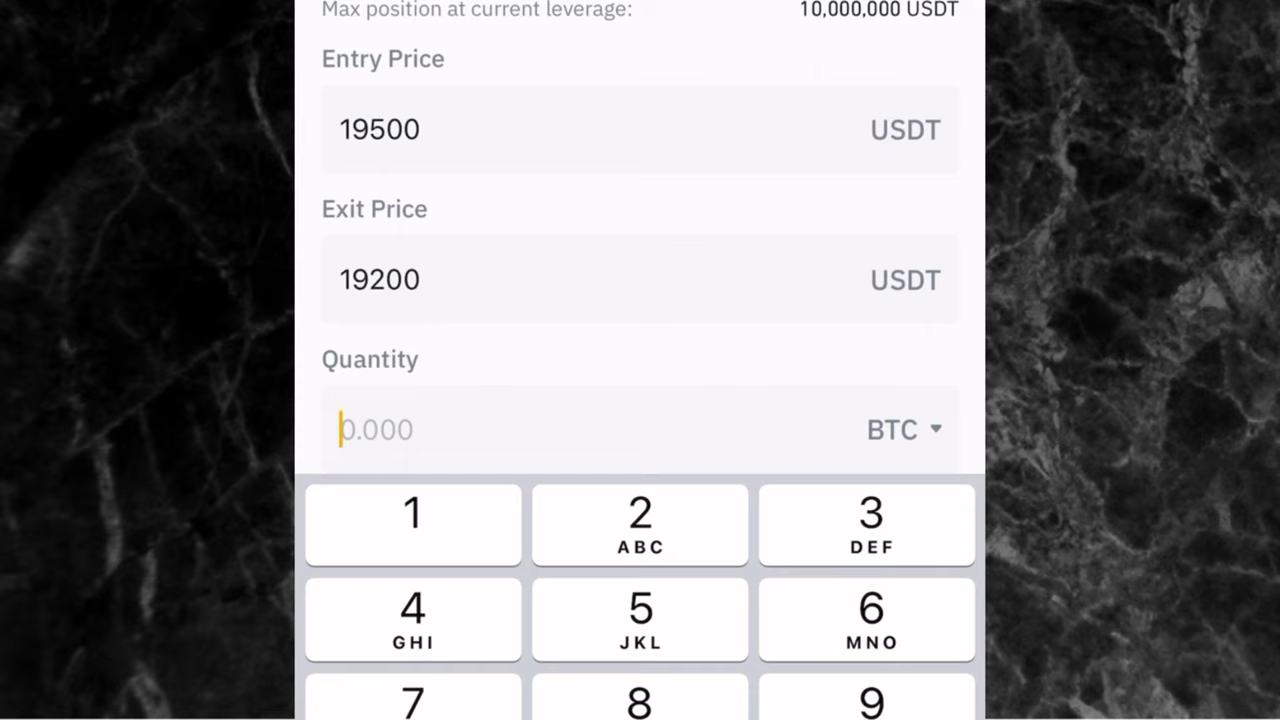 Max position at current leverage: 10,000,000 USDT
Entry Price
19500 USDT
Exit Price
19200 USDT
Quantity
0.000 BTC
1 2 3
ABC DEF
4 5 6
GHI JKL MNO
7 8 9